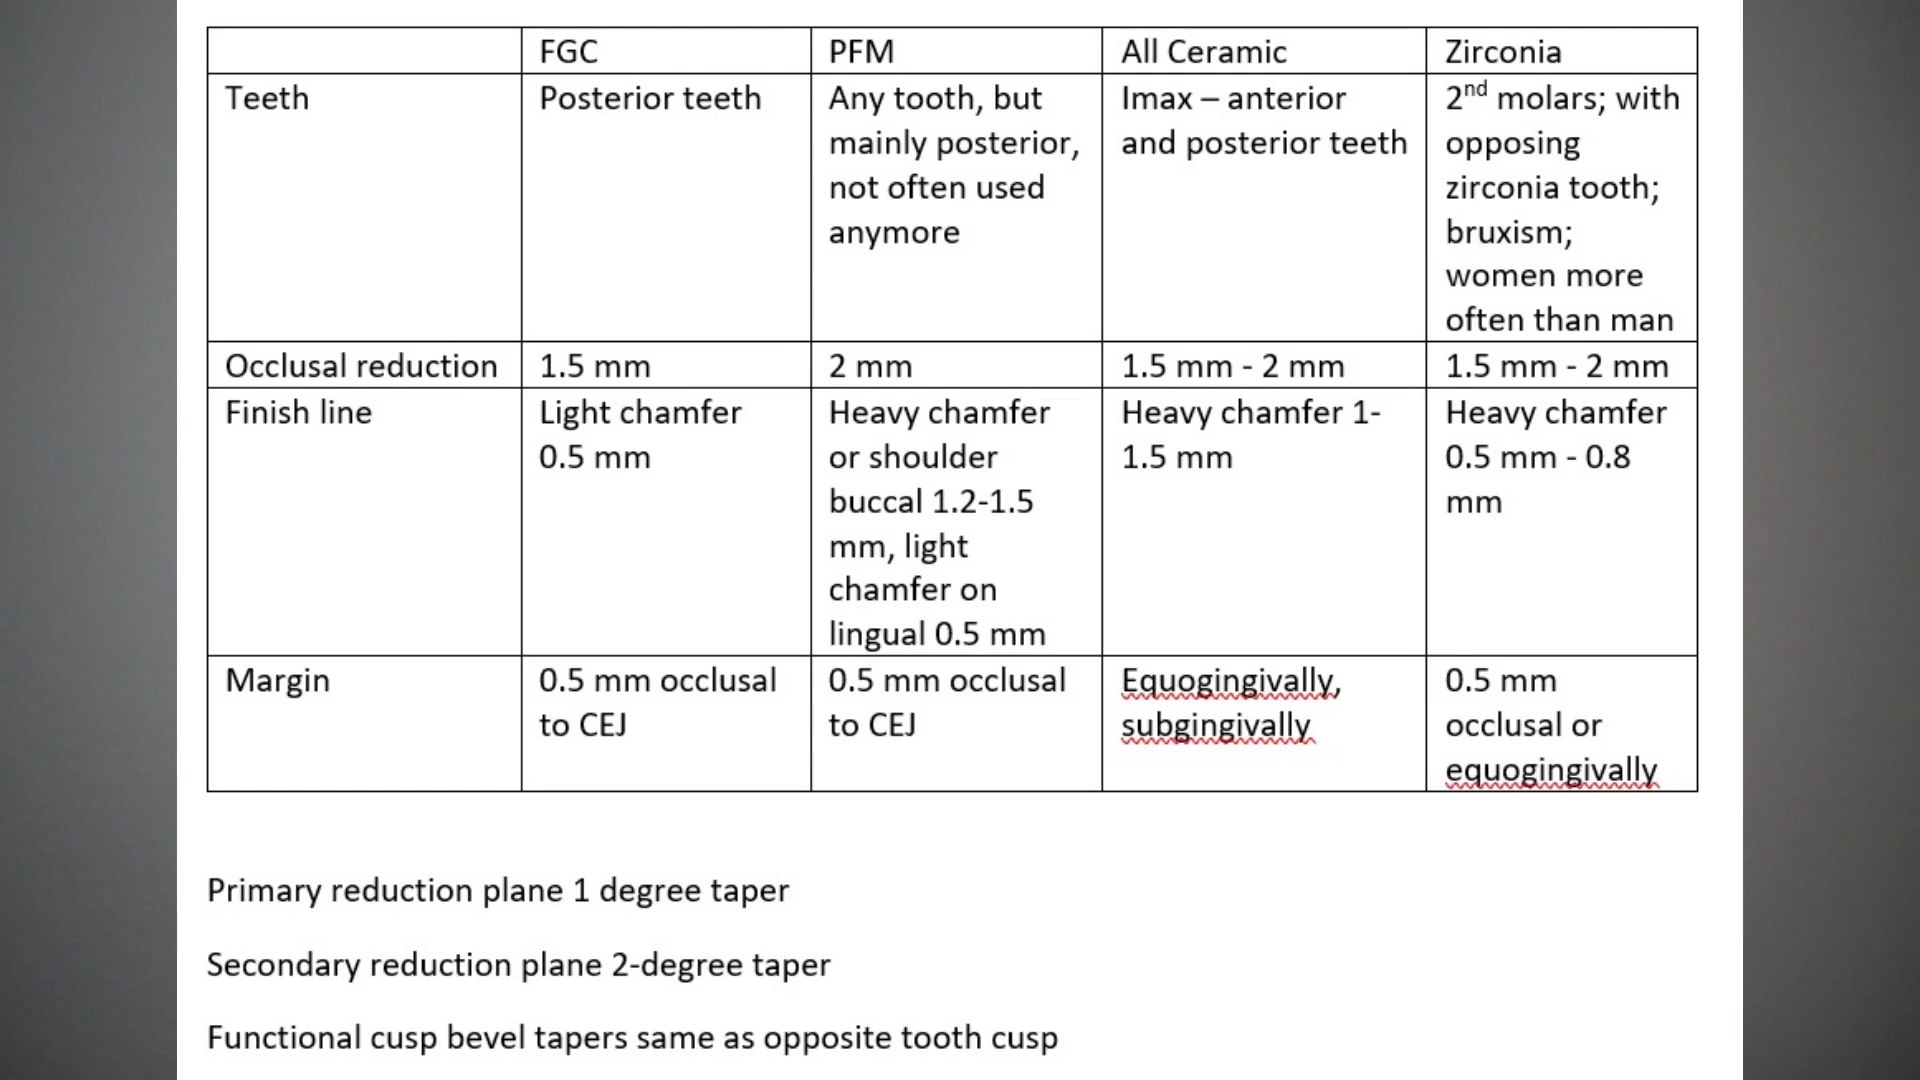 FGC PFM All Ceramic Zirconia
Teeth
Posterior teeth
Any tooth, but
mainly posterior,
not often used
anymore
Imax – anterior
and posterior teeth
2nd molars; with
opposing
zirconia tooth;
bruxism;
women more
often than man
Occlusal reduction
1.5 mm
2 mm
1.5 mm - 2 mm
1.5 mm - 2 mm
Finish line
Light chamfer
0.5 mm
Heavy chamfer
or shoulder
buccal 1.2-1.5
mm, light
chamfer on
lingual 0.5 mm
Heavy chamfer 1-
1.5 mm
Heavy chamfer
0.5 mm - 0.8
mm
Margin
0.5 mm occlusal
to CEJ
0.5 mm occlusal
to CEJ
Equogingivally,
subgingivally
0.5 mm
occlusal or
equogingivally
Primary reduction plane 1 degree taper
Secondary reduction plane 2-degree taper
Functional cusp bevel tapers same as opposite tooth cusp